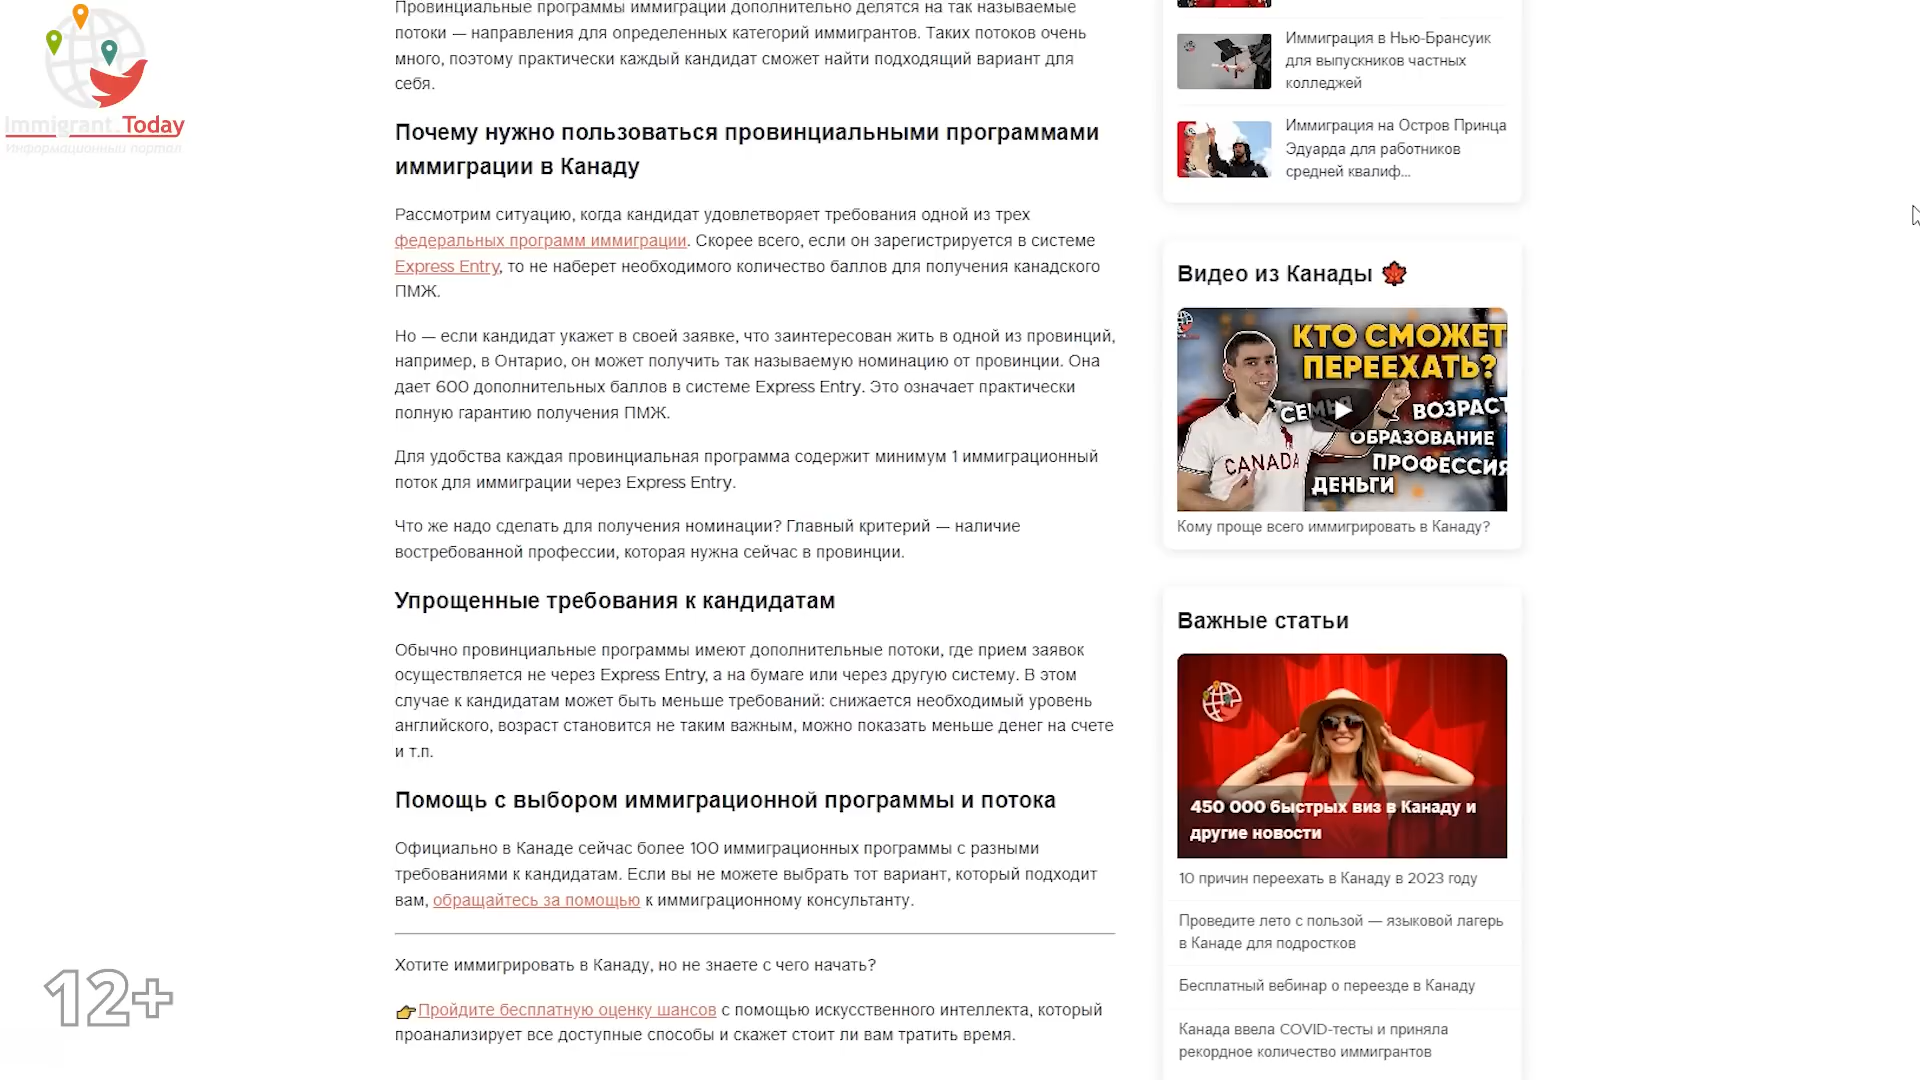 Immigrant.Today
Информационный портал
Провинциальные программы иммиграции дополнительно делятся на так называемые
потоки — направления для определенных категорий иммигрантов. Таких потоков очень
много, поэтому практически каждый кандидат сможет найти подходящий вариант для
себя.
Почему нужно пользоваться провинциальными программами
иммиграции в Канаду
Рассмотрим ситуацию, когда кандидат удовлетворяет требования одной из трех
федеральных программ иммиграции. Скорее всего, если он зарегистрируется в системе
Express Entry, то не наберет необходимого количество баллов для получения канадского
ПМЖ.
Но — если кандидат укажет в своей заявке, что заинтересован жить в одной из провинций,
например, в Онтарио, он может получить так называемую номинацию от провинции. Она
дает 600 дополнительных баллов в системе Express Entry. Это означает практически
полную гарантию получения ПМЖ.
Для удобства каждая провинциальная программа содержит минимум 1 иммиграционный
поток для иммиграции через Express Entry.
Что же надо сделать для получения номинации? Главный критерий — наличие
востребованной профессии, которая нужна сейчас в провинции.
Упрощенные требования к кандидатам
Обычно провинциальные программы имеют дополнительные потоки, где прием заявок
осуществляется не через Express Entry, а на бумаге или через другую систему. В этом
случае к кандидатам может быть меньше требований: снижается необходимый уровень
английского, возраст становится не таким важным, можно показать меньше денег на счете
и т.п.
Помощь с выбором иммиграционной программы и потока
Официально в Канаде сейчас более 100 иммиграционных программы с разными
требованиями к кандидатам. Если вы не можете выбрать тот вариант, который подходит
вам, обращайтесь за помощью к иммиграционному консультанту.
Хотите иммигрировать в Канаду, но не знаете с чего начать?
Пройдите бесплатную оценку шансов с помощью искусственного интеллекта, который
проанализирует все доступные способы и скажет стоит ли вам тратить время.
12+
Иммиграция в Нью-Брансуик
для выпускников частных
колледжей
Иммиграция на Остров Принца
Эдуарда для работников
средней квалиф...
Видео из Канады
КТО СМОЖЕТ
ПЕРЕЕХАТЬ?
СЕМЬЯ
ВОЗРАСТ
ОБРАЗОВАНИЕ
ПРОФЕССИЯ
ДЕНЬГИ
CANADA
Кому проще всего иммигрировать в Канаду?
Важные статьи
450 000 быстрых виз в Канаду и
другие новости
10 причин переехать в Канаду в 2023 году
Проведите лето с пользой — языковой лагерь
в Канаде для подростков
Бесплатный вебинар о переезде в Канаду
Канада ввела COVID-тесты и приняла
рекордное количество иммигрантов